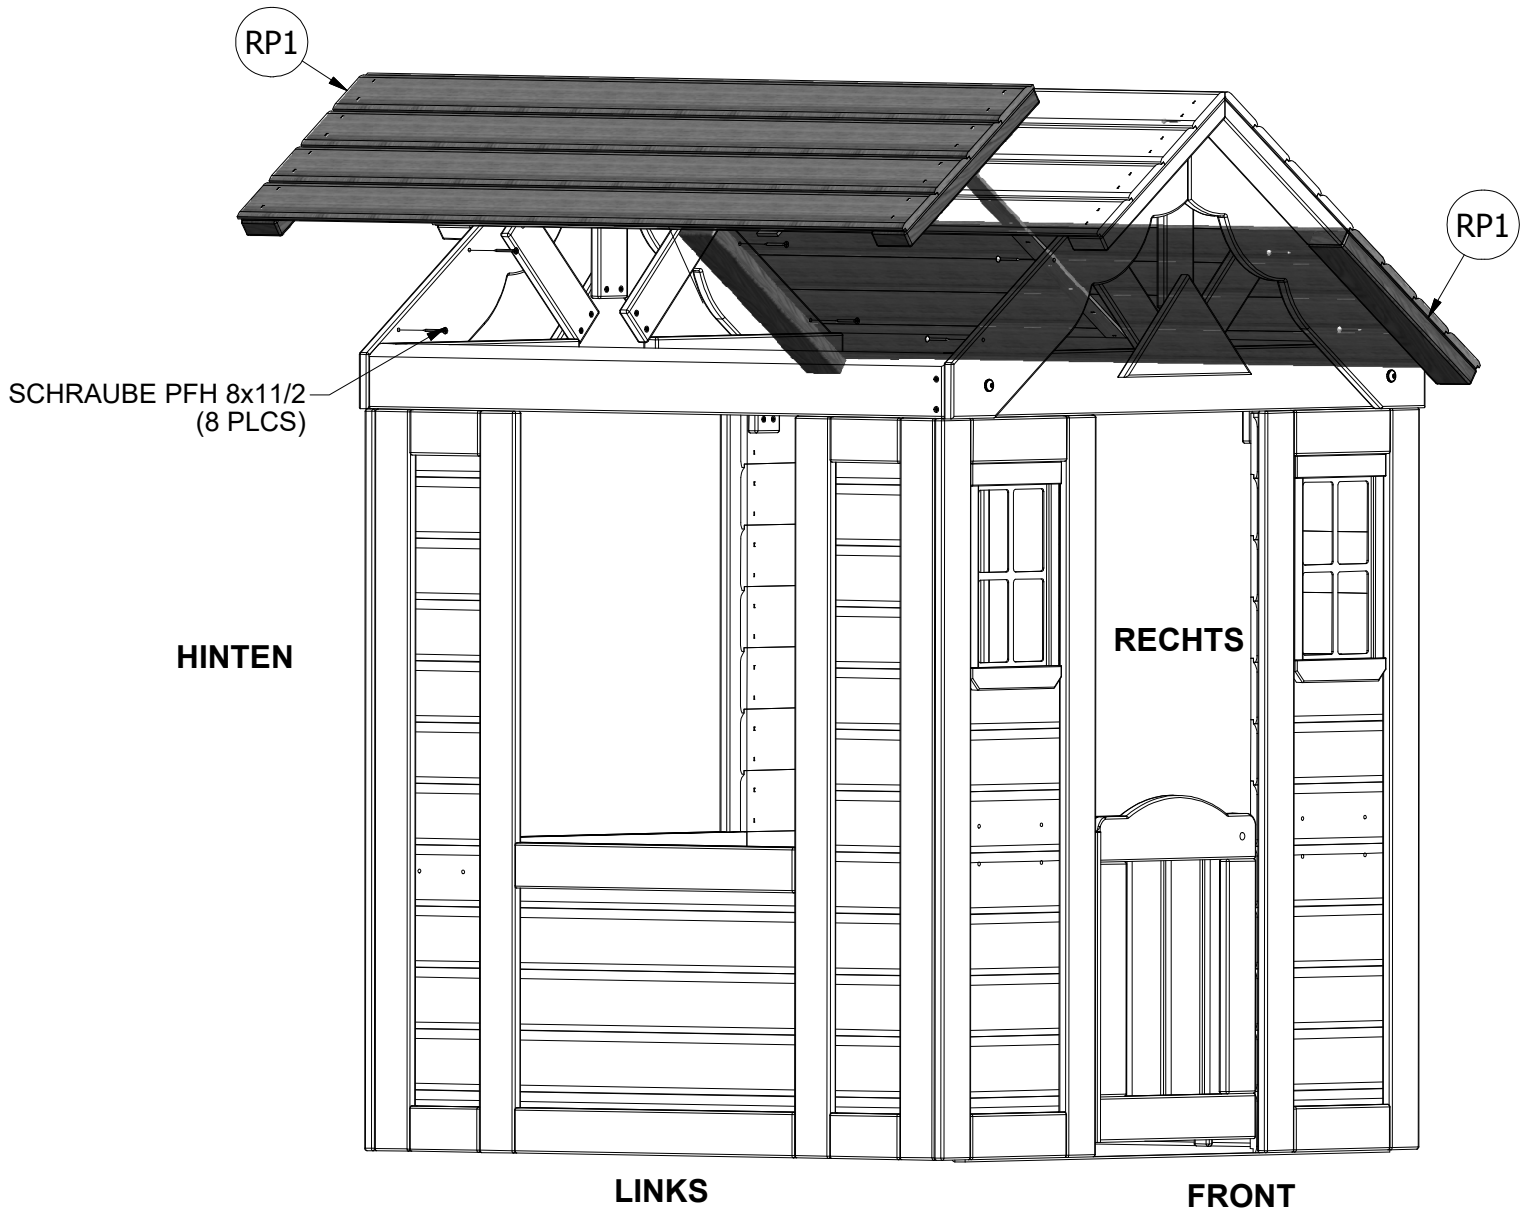 RP1
RP1
SCHRAUBE PFH 8x11/2
(8 PLCS)
HINTEN
RECHTS
LINKS
FRONT